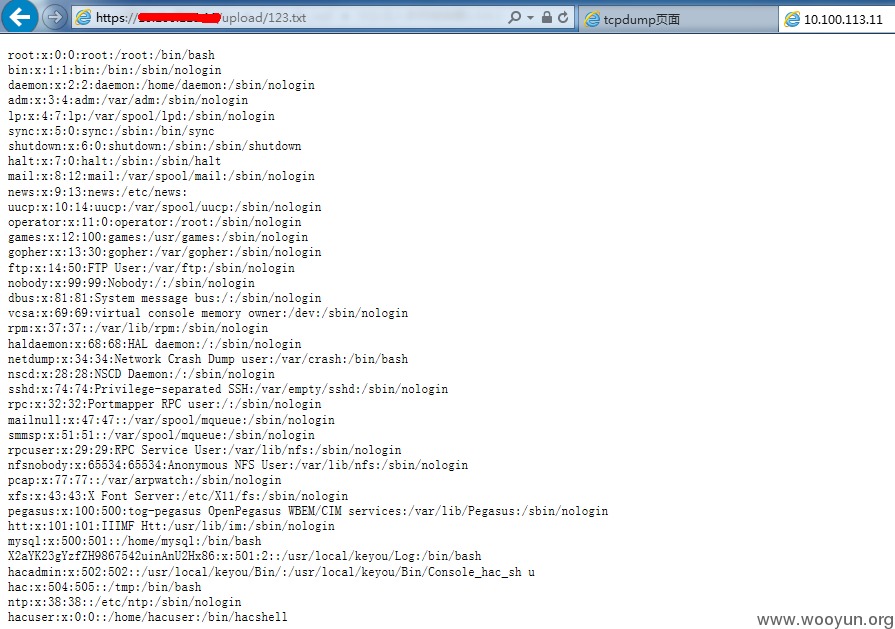 https:// upload/123.txt
tcpdump页面
10.100.113.11
root:x:0:0:root:/root:/bin/bash
bin:x:1:1:bin:/bin:/sbin/nologin
daemon:x:2:2:daemon:/home/daemon:/sbin/nologin
adm:x:3:4:adm:/var/adm:/sbin/nologin
lp:x:4:7:lp:/var/spool/lpd:/sbin/nologin
sync:x:5:0:sync:/sbin:/bin/sync
shutdown:x:6:0:shutdown:/sbin:/sbin/shutdown
halt:x:7:0:halt:/sbin:/sbin/halt
mail:x:8:12:mail:/var/spool/mail:/sbin/nologin
news:x:9:13:news:/etc/news:
uucp:x:10:14:uucp:/var/spool/uucp:/sbin/nologin
operator:x:11:0:operator:/root:/sbin/nologin
games:x:12:100:games:/usr/games:/sbin/nologin
gopher:x:13:30:gopher:/var/gopher:/sbin/nologin
ftp:x:14:50:FTP User:/var/ftp:/sbin/nologin
nobody:x:99:99:Nobody:/:/sbin/nologin
dbus:x:81:81:System message bus:/:/sbin/nologin
vcsa:x:69:69:virtual console memory owner:/dev:/sbin/nologin
rpm:x:37:37::/var/lib/rpm:/sbin/nologin
haldaemon:x:68:68:HAL daemon:/:/sbin/nologin
netdump:x:34:34:Network Crash Dump user:/var/crash:/bin/bash
nscd:x:28:28:NSCD Daemon:/:/sbin/nologin
sshd:x:74:74:Privilege-separated SSH:/var/empty/sshd:/sbin/nologin
rpc:x:32:32:Portmapper RPC user:/:/sbin/nologin
mailnull:x:47:47::/var/spool/mqueue:/sbin/nologin
smmsp:x:51:51::/var/spool/mqueue:/sbin/nologin
rpcuser:x:29:29:RPC Service User:/var/lib/nfs:/sbin/nologin
nfsnobody:x:65534:65534:Anonymous NFS User:/var/lib/nfs:/sbin/nologin
pcap:x:77:77::/var/arpwatch:/sbin/nologin
xfs:x:43:43:X Font Server:/etc/X11/fs:/sbin/nologin
pegasus:x:100:500:tog-pegasus OpenPegasus WBEM/CIM services:/var/lib/Pegasus:/sbin/nologin
htt:x:101:101:IIIMF Htt:/usr/lib/im:/sbin/nologin
mysql:x:500:501::/home/mysql:/bin/bash
X2aYK23gYzfZH9867542uinAnU2Hx86:x:501:2::/usr/local/keyou/Log:/bin/bash
hacadmin:x:502:502::/usr/local/keyou/Bin/:/usr/local/keyou/Bin/Console_hac_sh u
hac:x:504:505::/tmp:/bin/bash
ntp:x:38:38::/etc/ntp:/sbin/nologin
hacuser:x:0:0::/home/hacuser:/bin/hacshell
www.wooyun.org